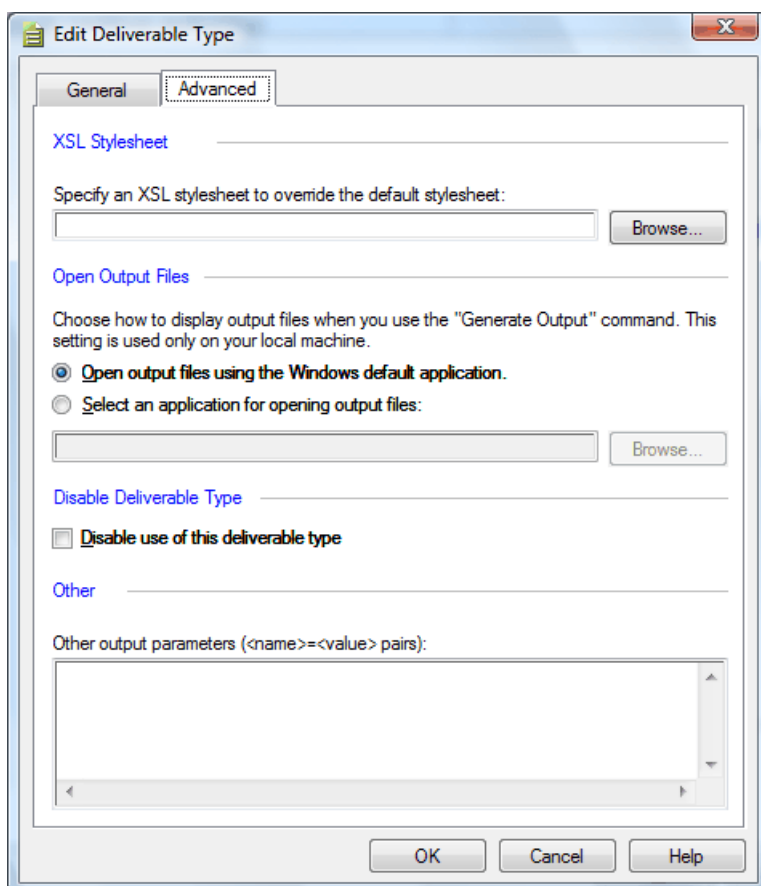 Edit Deliverable Type
General
Advanced
XSL Stylesheet
Specify an XSL stylesheet to override the default stylesheet:
Browse...
Open Output Files
Choose how to display output files when you use the "Generate Output" command. This
setting is used only on your local machine.
Open output files using the Windows default application.
Select an application for opening output files:
Browse...
Disable Deliverable Type
Disable use of this deliverable type
Other
Other output parameters (<name>=<value> pairs):
OK
Cancel
Help